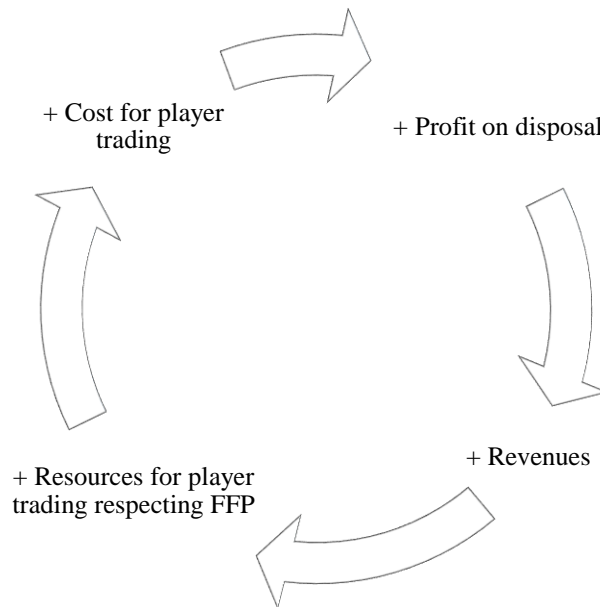 + Cost for player
trading
+ Profit on disposal
+ Revenues
+ Resources for player
trading respecting FFP